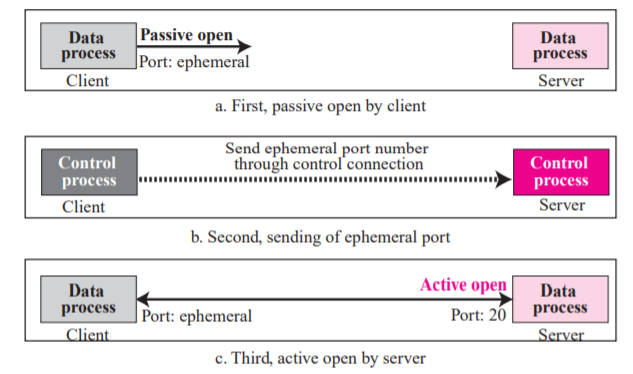 Data
process
Passive open
Port: ephemeral
Client
Data
process
Server
a. First, passive open by client
Control
process
Client
Send ephemeral port number
through control connection
Control
process
Server
b. Second, sending of ephemeral port
Data
process
Client
Port: ephemeral
Active open
Port: 20
Data
process
Server
c. Third, active open by server